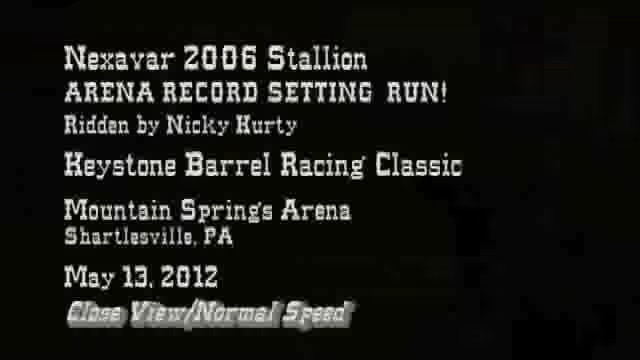 Nexavar 2006 Stallion
ARENA RECORD SETTING RUN!
Ridden by Nicky Hurty
Keystone Barrel Racing Classic
Mountain Springs Arena
Shartlesville, PA
May 13, 2012
Close View/Normal Speed